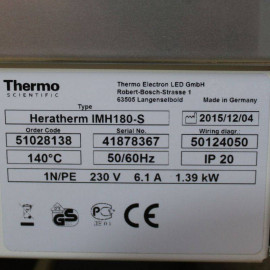 Thermo
SCIENTIFIC
Thermo Electron LED GmbH
Robert-Bosch-Strasse 1
63505 Langenselbold
Made in Germany
Type
Heratherm IMH180-S
2015/12/04
Order Code
Serial No.
Wiring diagr.
51028138
41878367
50124050
140°C
50/60Hz
IP 20
1N/PE 230 V 6.1 A 1.39 kW
CE
GS